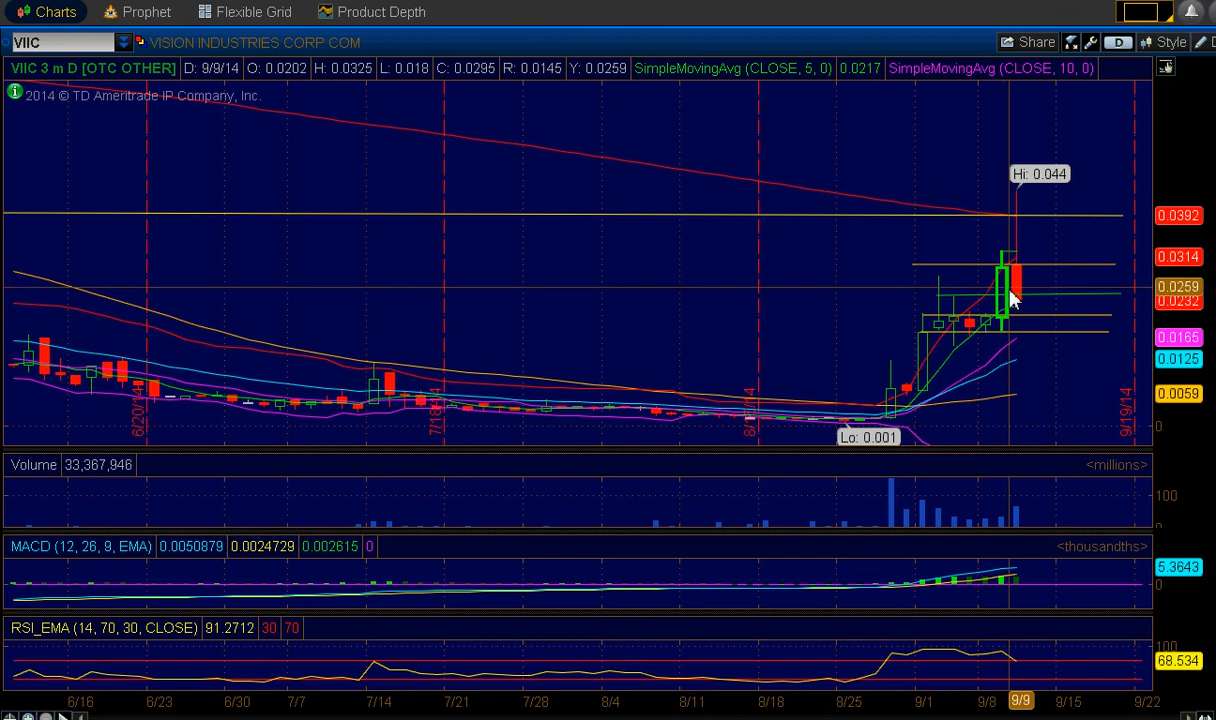 Charts Prophet Flexible Grid Product Depth
VIIC VISION INDUSTRIES CORP COM Share D Style
VIIC 3 m D [OTC OTHER] D: 9/9/14 O: 0.0202 H: 0.0325 L: 0.018 C: 0.0295 R: 0.0145 Y: 0.0259 SimpleMovingAvg (CLOSE, 5, 0) 0.0217 SimpleMovingAvg (CLOSE, 10, 0)
2014 © TD Ameritrade IP Company, Inc.
Hi: 0.044
0.0392
0.0314
0.0259
0.0232
0.0165
0.0125
0.0059
6/20/14 7/18/14 8/15/14 9/19/14
0
Lo: 0.001
Volume 33,367,946 <millions>
100
0
MACD (12, 26, 9, EMA) 0.0050879 0.0024729 0.002615 0 <thousandths>
5.3643
0
RSI_EMA (14, 70, 30, CLOSE) 91.2712 30 70
100
68.534
6/16 6/23 6/30 7/7 7/14 7/21 7/28 8/4 8/11 8/18 8/25 9/1 9/8 9/9 9/15 9/22